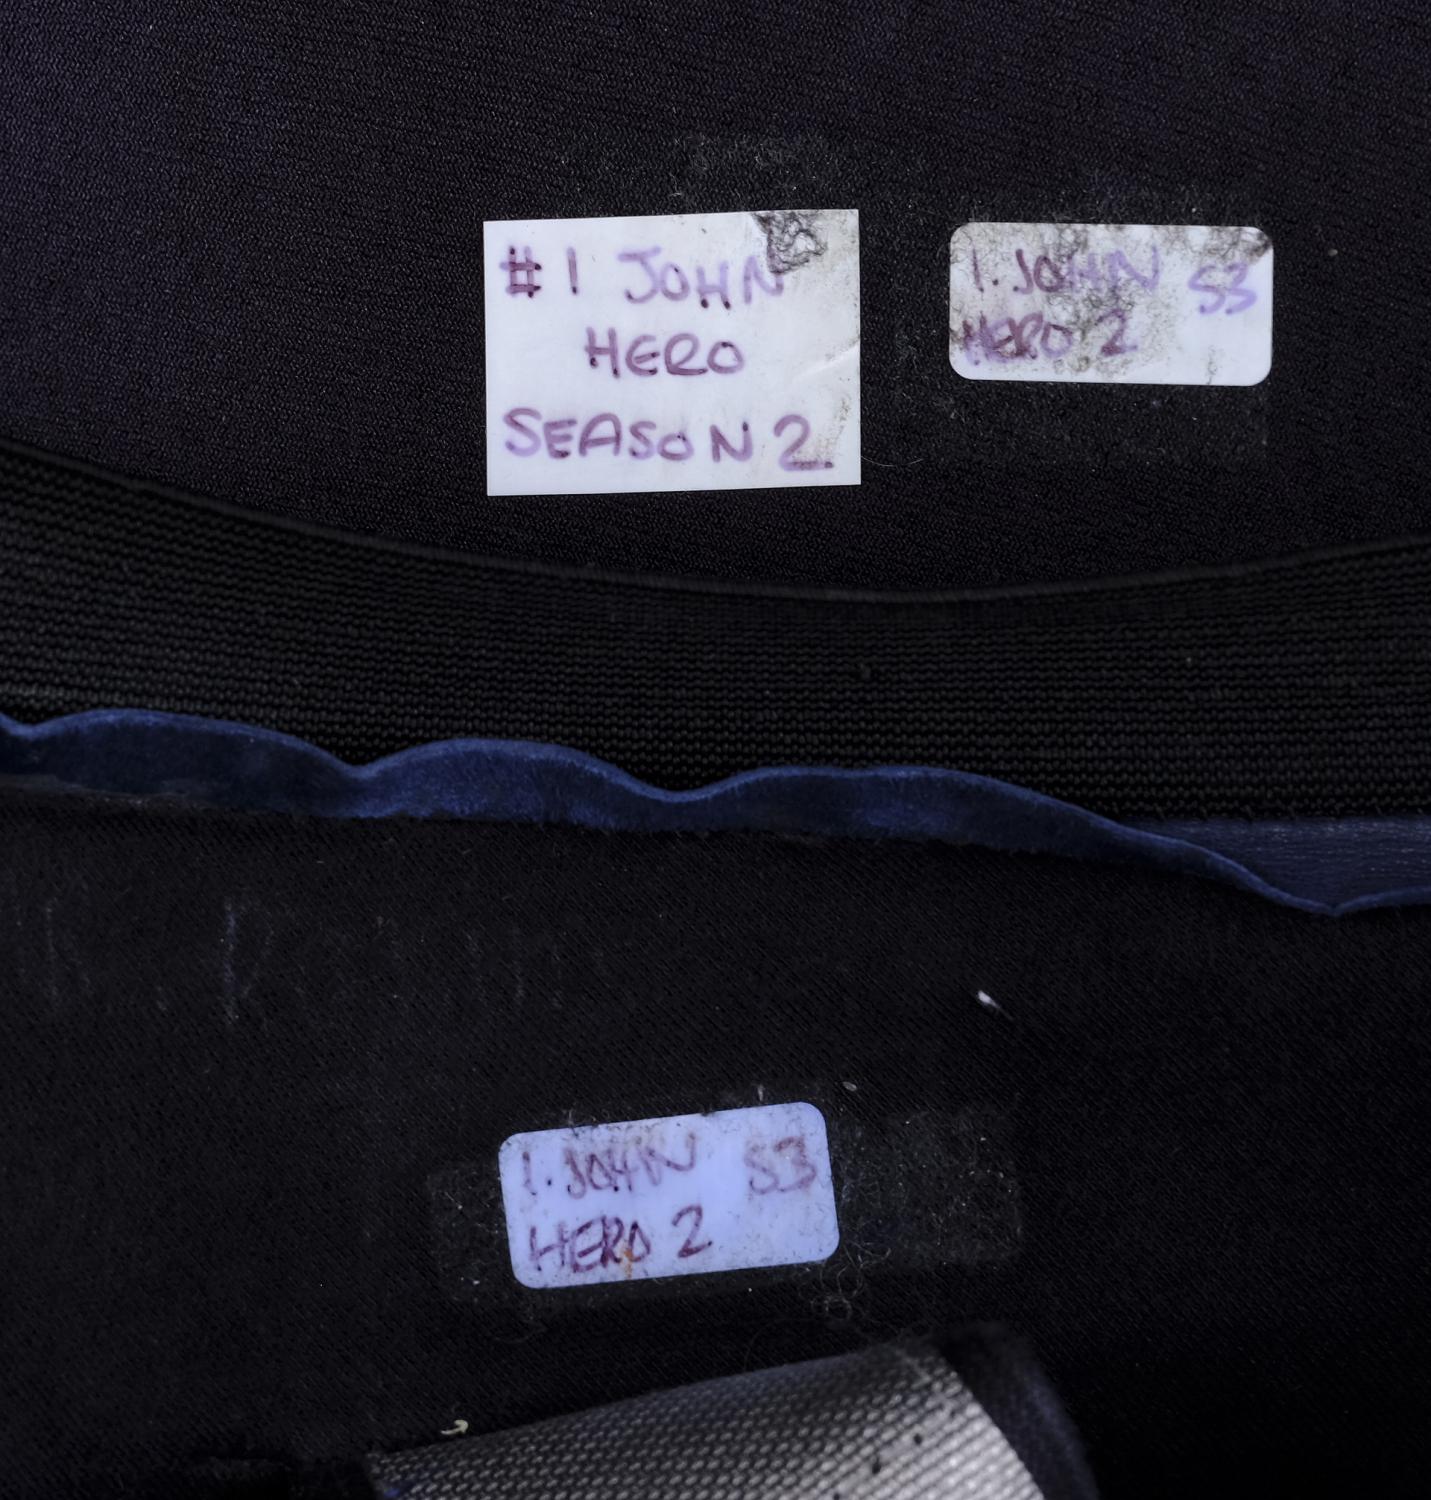 # 1 JOHN
HERO
SEASON 2
1. JOHN S3
HERO 2
1. JOHN S3
HERO 2